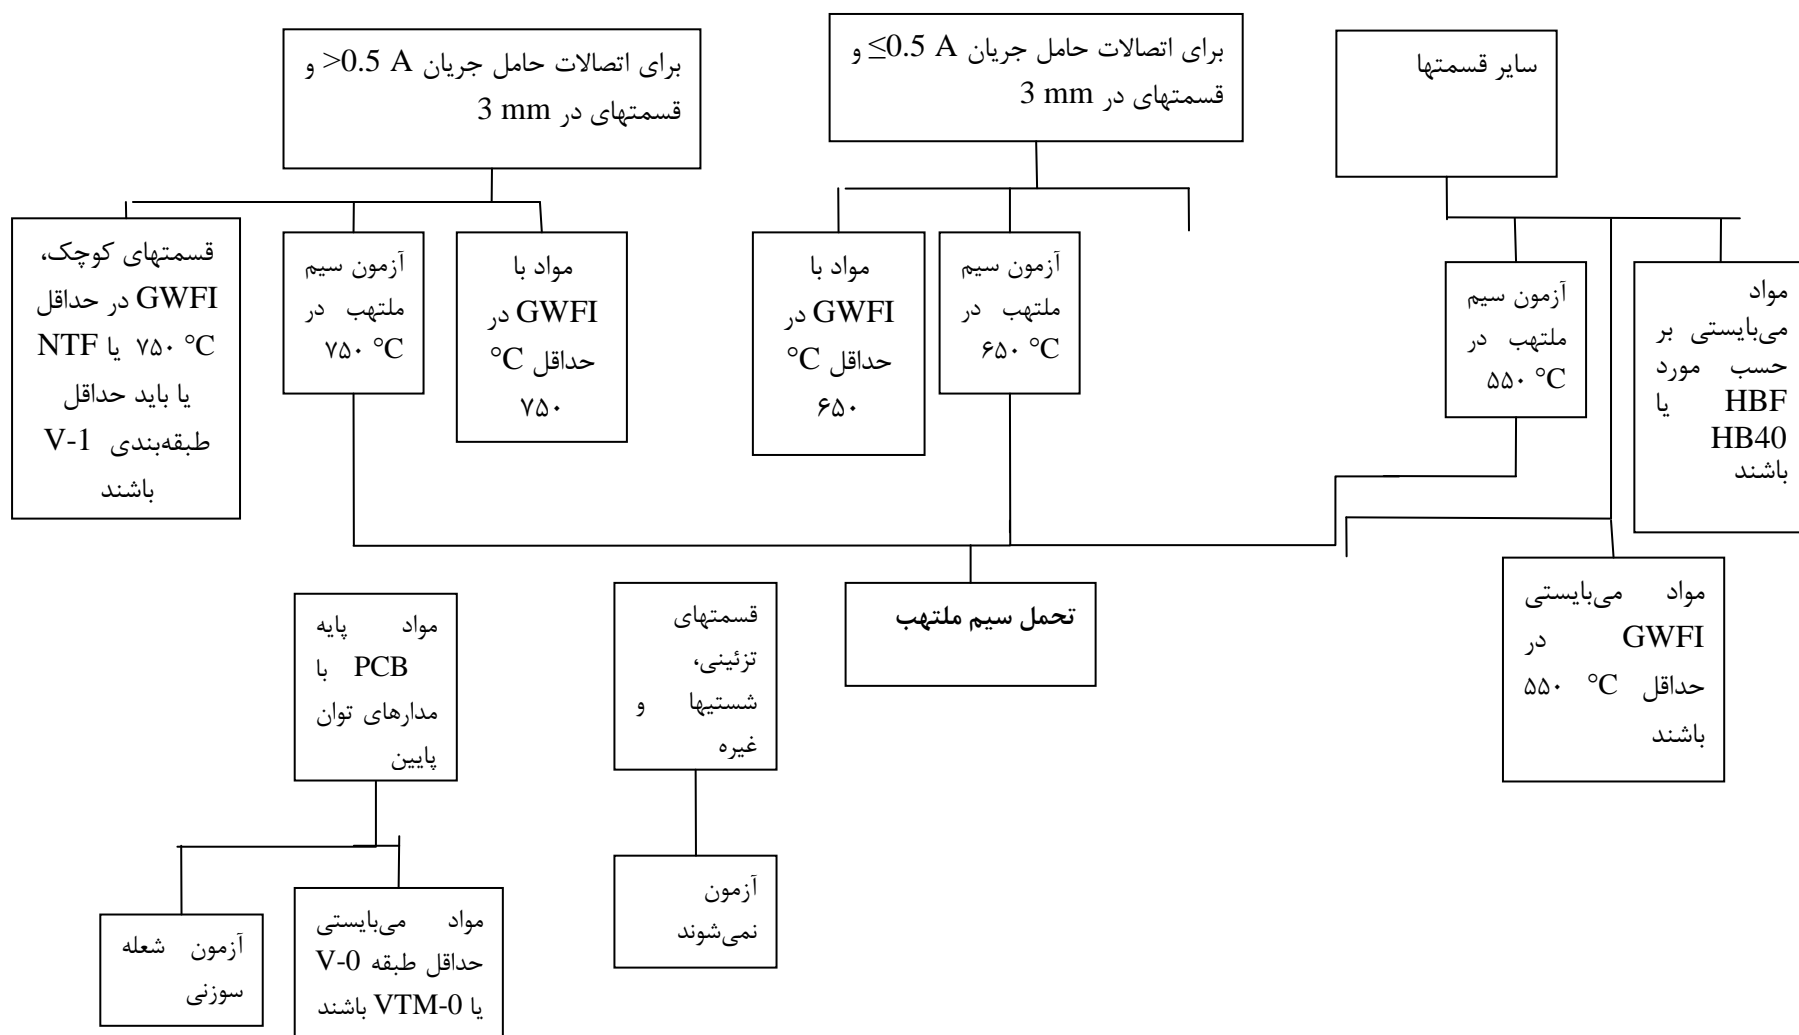 برای اتصالات حامل جریان ‎>0.5 A و
قسمتهای در 3 mm
برای اتصالات حامل جریان ‎≤0.5 A و
قسمتهای در 3 mm
سایر قسمتها
قسمتهای کوچک،
GWFI در حداقل
۷۵۰ °C یا NTF
یا باید حداقل
طبقه‌بندی V-1
باشند
آزمون سیم
ملتهب در
۷۵۰ °C
مواد با
GWFI در
حداقل °C
۷۵۰
مواد با
GWFI در
حداقل °C
۶۵۰
آزمون سیم
ملتهب در
۶۵۰ °C
آزمون سیم
ملتهب در
۵۵۰ °C
مواد
می‌بایستی بر
حسب مورد
HBF یا
HB40
باشند
مواد می‌بایستی
GWFI در
حداقل ۵۵۰ °C
باشند
تحمل سیم ملتهب
قسمتهای
تزئینی،
شستیها و
غیره
آزمون
نمی‌شوند
مواد پایه
PCB با
مدارهای توان
پایین
آزمون شعله
سوزنی
مواد می‌بایستی
حداقل طبقه V-0
یا VTM-0 باشند